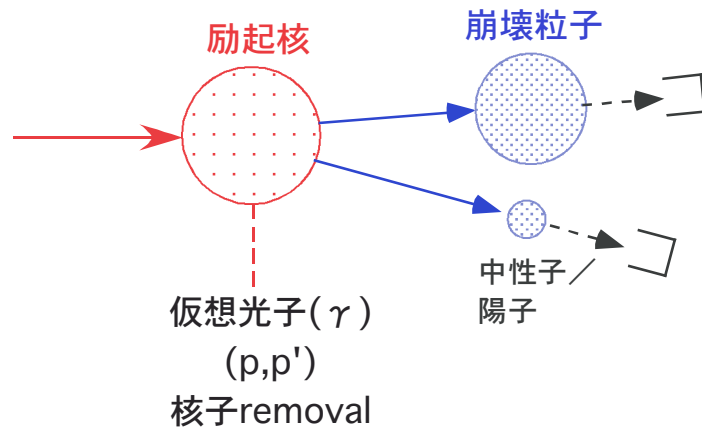 励起核
崩壊粒子
中性子／
陽子
仮想光子(γ)
(p,p')
核子removal